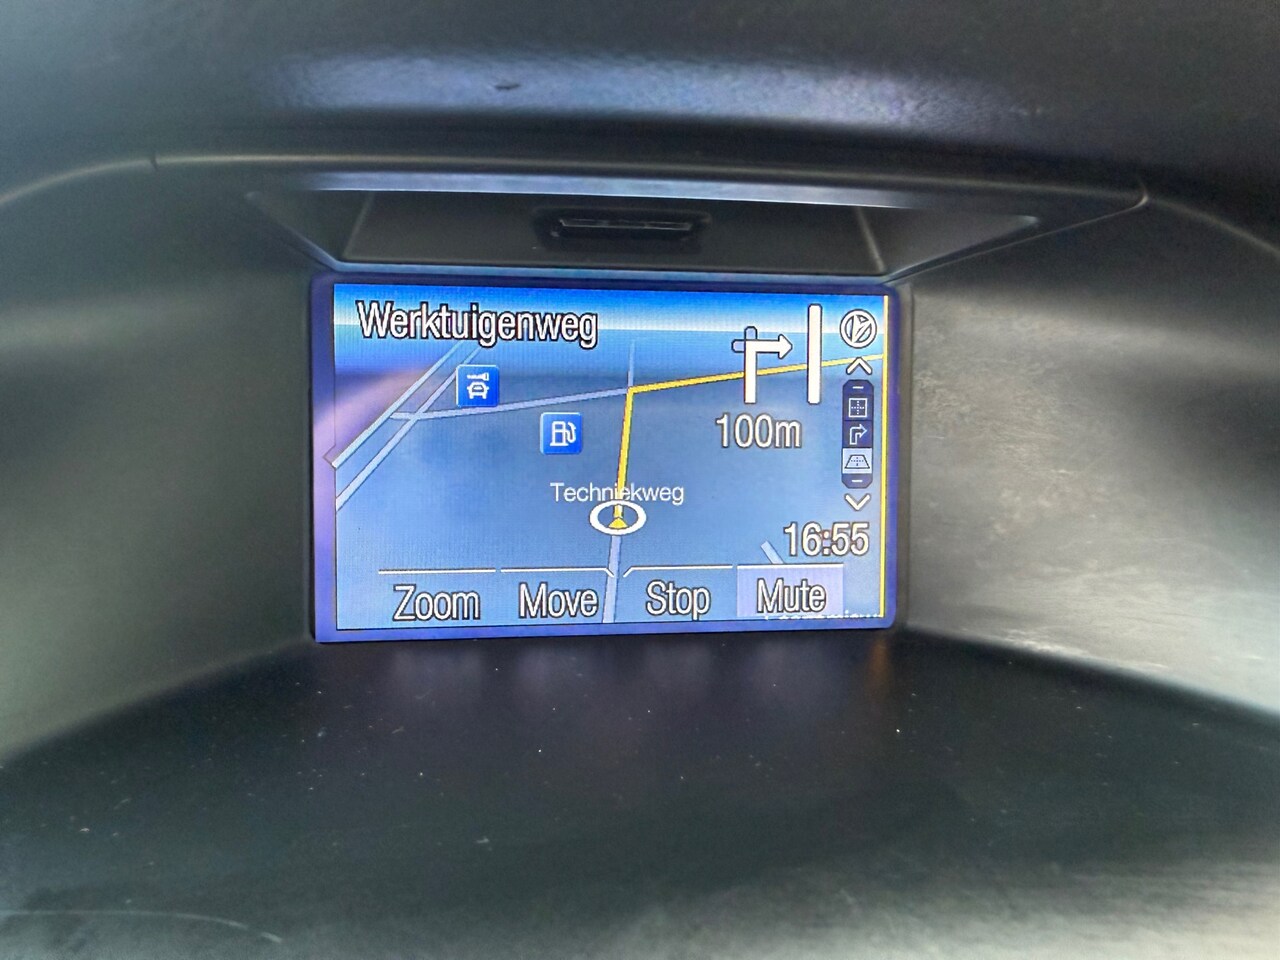 Werktuigenweg
100m
Techniekweg
16:55
Zoom Move Stop Mute